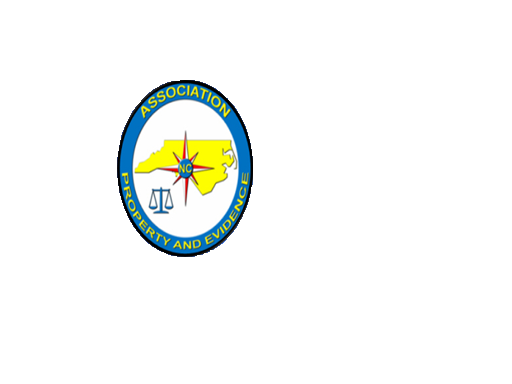 ASSOCIATION
NC
PROPERTY AND EVIDENCE